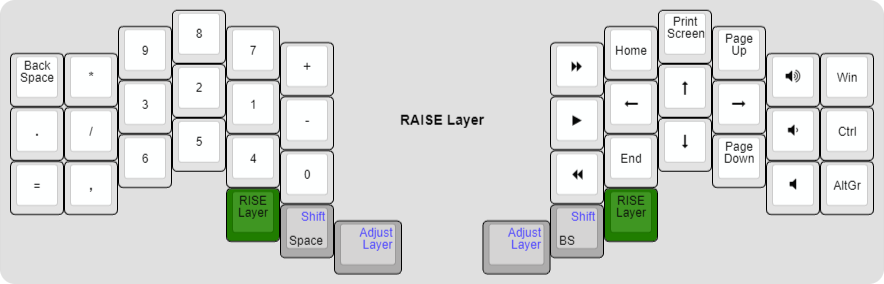 Back
Space
*
9
8
7
+
.
/
3
2
1
-
=
,
6
5
4
0
RISE
Layer
Shift
Space
Adjust
Layer
RAISE Layer
Home
Print
Screen
Page
Up
Win
←
↑
→
Ctrl
End
↓
Page
Down
AltGr
Adjust
Layer
Shift
BS
RISE
Layer